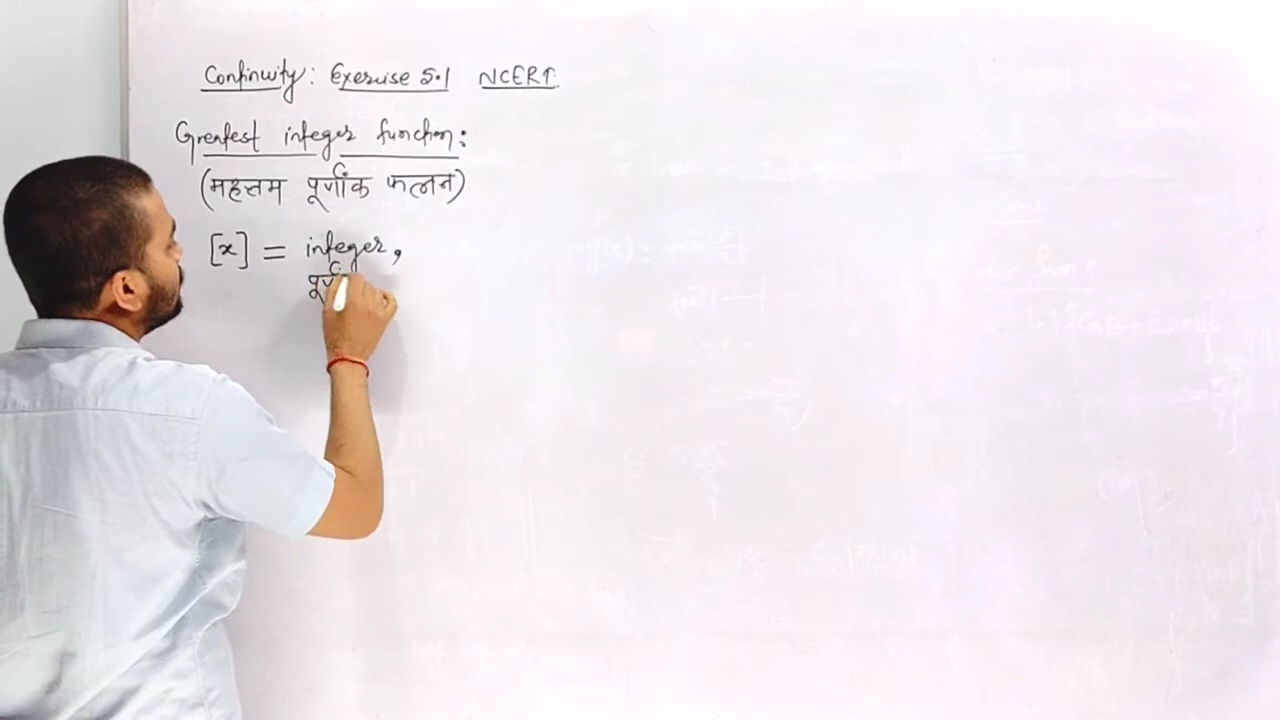 Continuity: Exercise 5.1 NCERT
Greatest integer function:
(महत्तम पूर्णांक फलन)
[x] = integer,